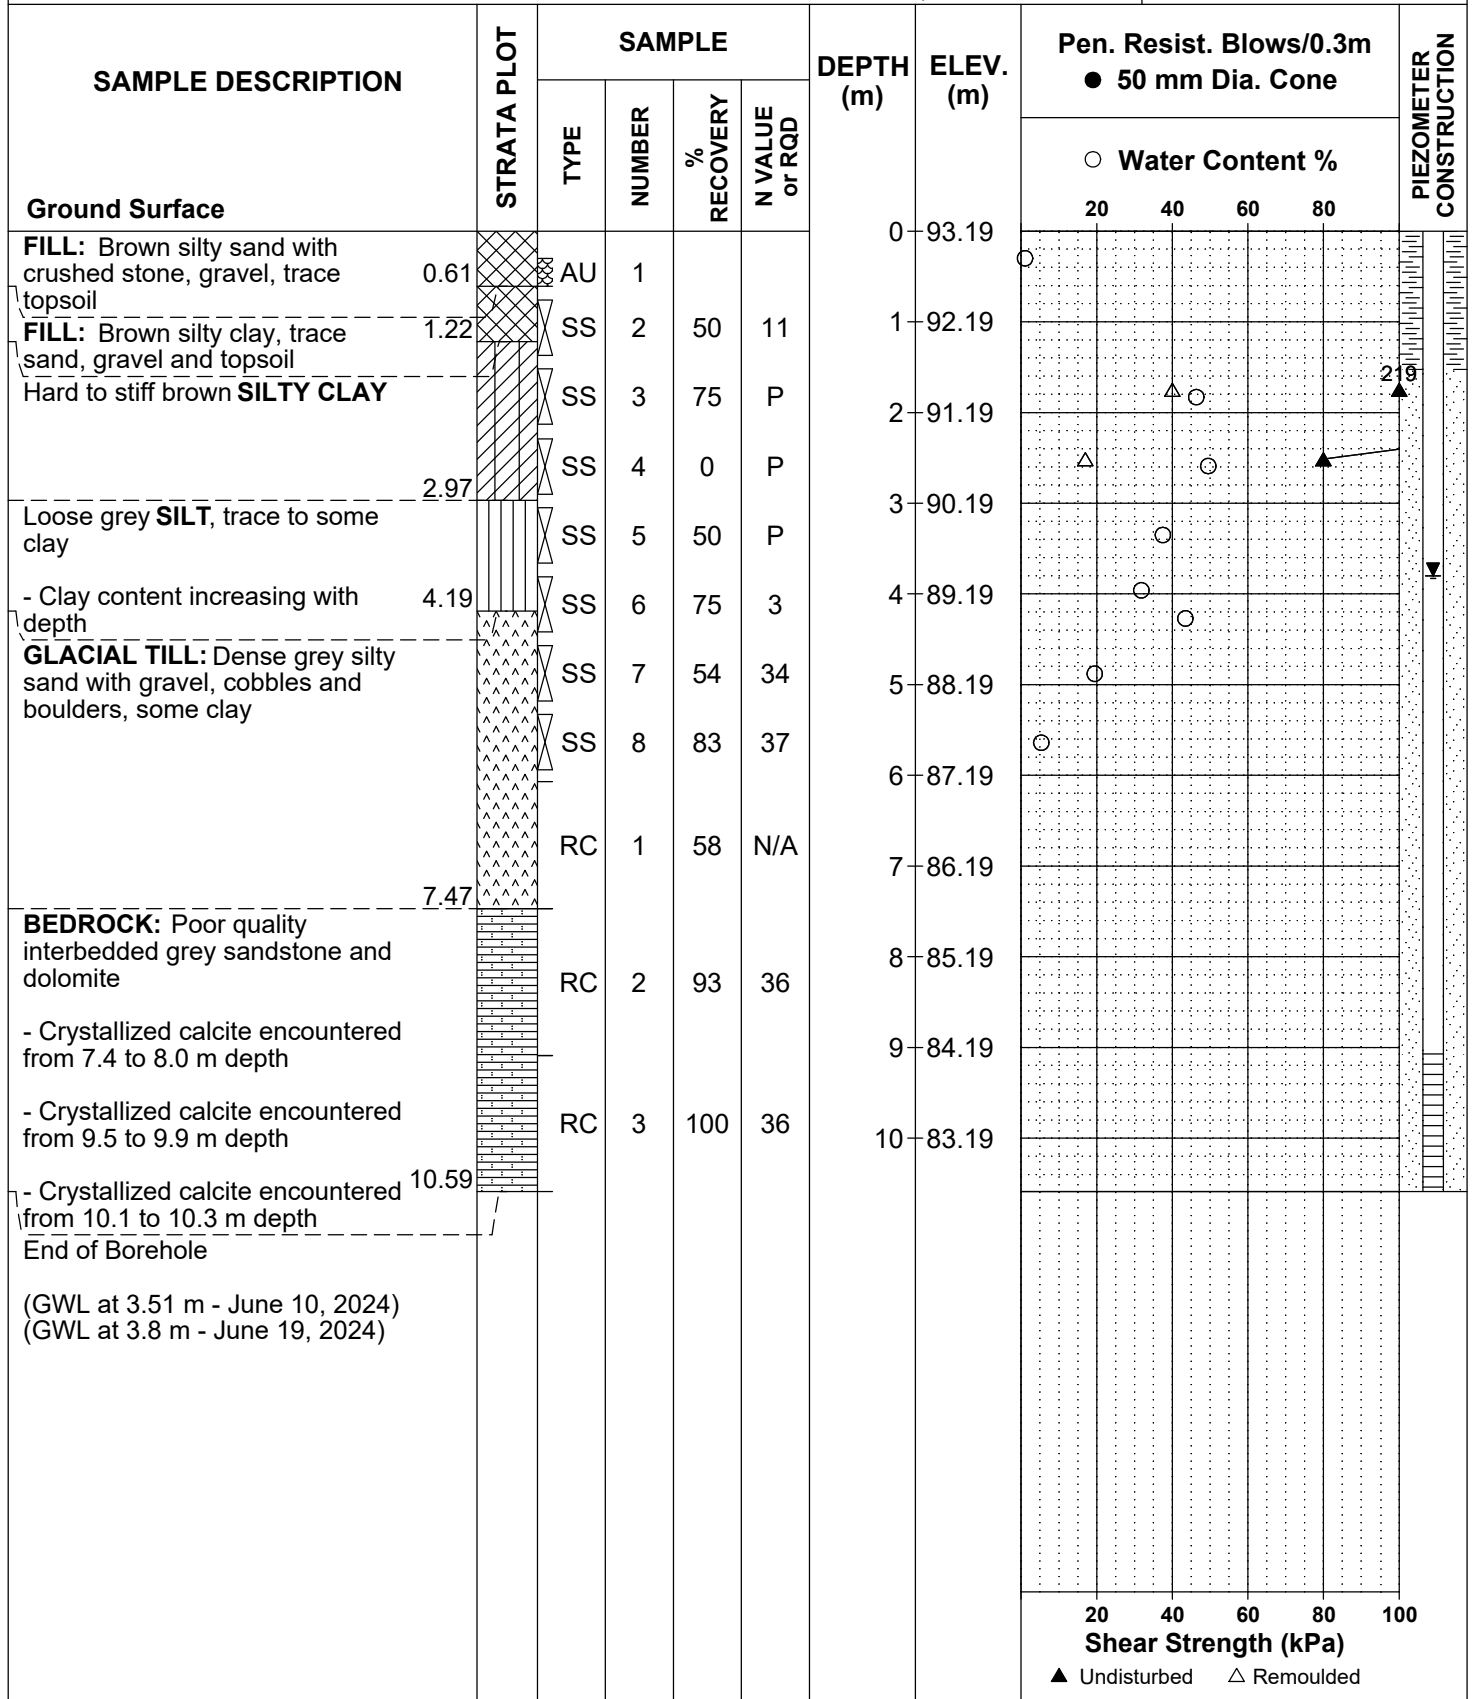 SAMPLE DESCRIPTION
STRATA PLOT
SAMPLE
TYPE
NUMBER
%
RECOVERY
N VALUE
or RQD
DEPTH
(m)
ELEV.
(m)
Pen. Resist. Blows/0.3m
● 50 mm Dia. Cone
○ Water Content %
20 40 60 80
PIEZOMETER
CONSTRUCTION
Ground Surface
0 93.19
FILL: Brown silty sand with
crushed stone, gravel, trace
topsoil
0.61
AU 1
FILL: Brown silty clay, trace
sand, gravel and topsoil
1.22
SS 2 50 11
1 92.19
Hard to stiff brown SILTY CLAY
219
SS 3 75 P
2 91.19
SS 4 0 P
2.97
3 90.19
Loose grey SILT, trace to some
clay
SS 5 50 P
- Clay content increasing with
depth
4.19
SS 6 75 3
4 89.19
GLACIAL TILL: Dense grey silty
sand with gravel, cobbles and
boulders, some clay
SS 7 54 34
5 88.19
SS 8 83 37
6 87.19
RC 1 58 N/A
7 86.19
7.47
BEDROCK: Poor quality
interbedded grey sandstone and
dolomite
8 85.19
RC 2 93 36
- Crystallized calcite encountered
from 7.4 to 8.0 m depth
9 84.19
- Crystallized calcite encountered
from 9.5 to 9.9 m depth
RC 3 100 36
10 83.19
- Crystallized calcite encountered
from 10.1 to 10.3 m depth
10.59
End of Borehole
(GWL at 3.51 m - June 10, 2024)
(GWL at 3.8 m - June 19, 2024)
20 40 60 80 100
Shear Strength (kPa)
▲ Undisturbed △ Remoulded